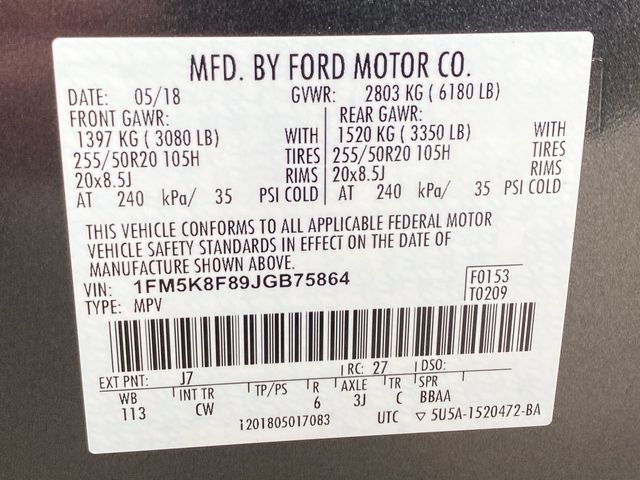 MFD. BY FORD MOTOR CO.
DATE: 05/18 GVWR: 2803 KG ( 6180 LB)
FRONT GAWR: REAR GAWR:
1397 KG ( 3080 LB) WITH 1520 KG ( 3350 LB) WITH
255/50R20 105H TIRES 255/50R20 105H TIRES
20x8.5J RIMS 20x8.5J RIMS
AT 240 kPa/ 35 PSI COLD AT 240 kPa/ 35 PSI COLD
THIS VEHICLE CONFORMS TO ALL APPLICABLE FEDERAL MOTOR
VEHICLE SAFETY STANDARDS IN EFFECT ON THE DATE OF
MANUFACTURE SHOWN ABOVE.
VIN: 1FM5K8F89JGB75864 F0153
TYPE: MPV T0209
EXT PNT: J7 RC: 27 DSO:
WB INT TR TP/PS R AXLE TR SPR
113 CW 6 3J C BBAA
1201805017083 UTC ▽ 5U5A-1520472-BA